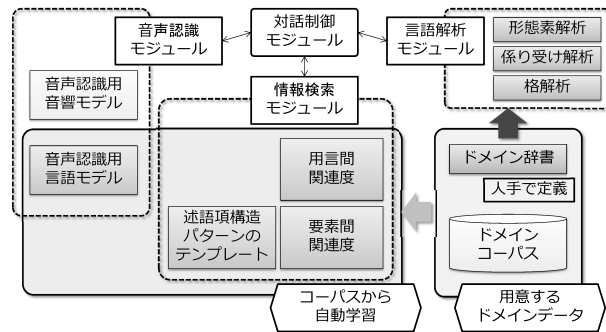 音声認識
モジュール
対話制御
モジュール
言語解析
モジュール
形態素解析
係り受け解析
格解析
音声認識用
音響モデル
情報検索
モジュール
音声認識用
言語モデル
用言間
関連度
述語項構造
パターンの
テンプレート
要素間
関連度
ドメイン辞書
人手で定義
ドメイン
コーパス
コーパスから
自動学習
用意する
ドメインデータ